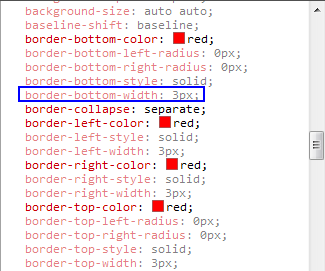 background-size: auto auto;
baseline-shift: baseline;
border-bottom-color: red;
border-bottom-left-radius: 0px;
border-bottom-right-radius: 0px;
border-bottom-style: solid;
border-bottom-width: 3px;
border-collapse: separate;
border-left-color: red;
border-left-style: solid;
border-left-width: 3px;
border-right-color: red;
border-right-style: solid;
border-right-width: 3px;
border-top-color: red;
border-top-left-radius: 0px;
border-top-right-radius: 0px;
border-top-style: solid;
border-top-width: 3px;